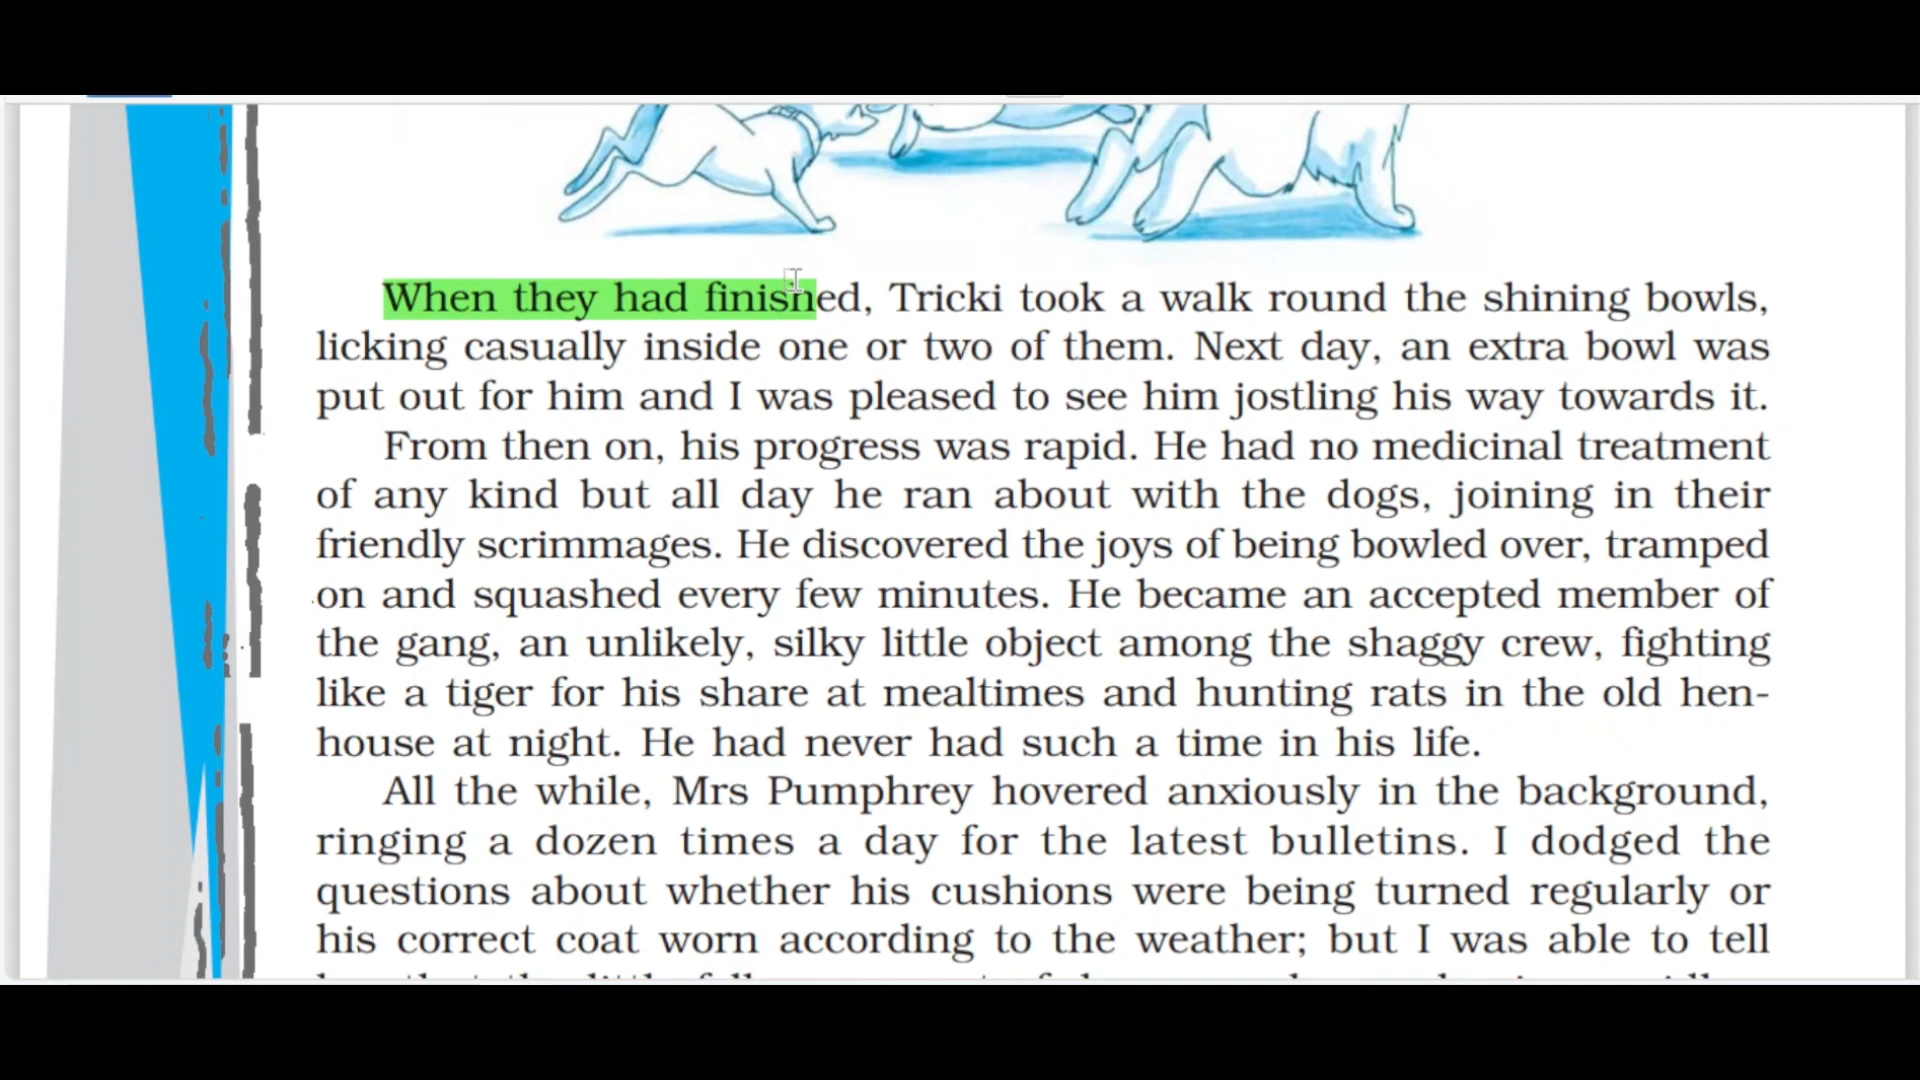 When they had finished, Tricki took a walk round the shining bowls,
licking casually inside one or two of them. Next day, an extra bowl was
put out for him and I was pleased to see him jostling his way towards it.
From then on, his progress was rapid. He had no medicinal treatment
of any kind but all day he ran about with the dogs, joining in their
friendly scrimmages. He discovered the joys of being bowled over, tramped
on and squashed every few minutes. He became an accepted member of
the gang, an unlikely, silky little object among the shaggy crew, fighting
like a tiger for his share at mealtimes and hunting rats in the old hen-
house at night. He had never had such a time in his life.
All the while, Mrs Pumphrey hovered anxiously in the background,
ringing a dozen times a day for the latest bulletins. I dodged the
questions about whether his cushions were being turned regularly or
his correct coat worn according to the weather; but I was able to tell